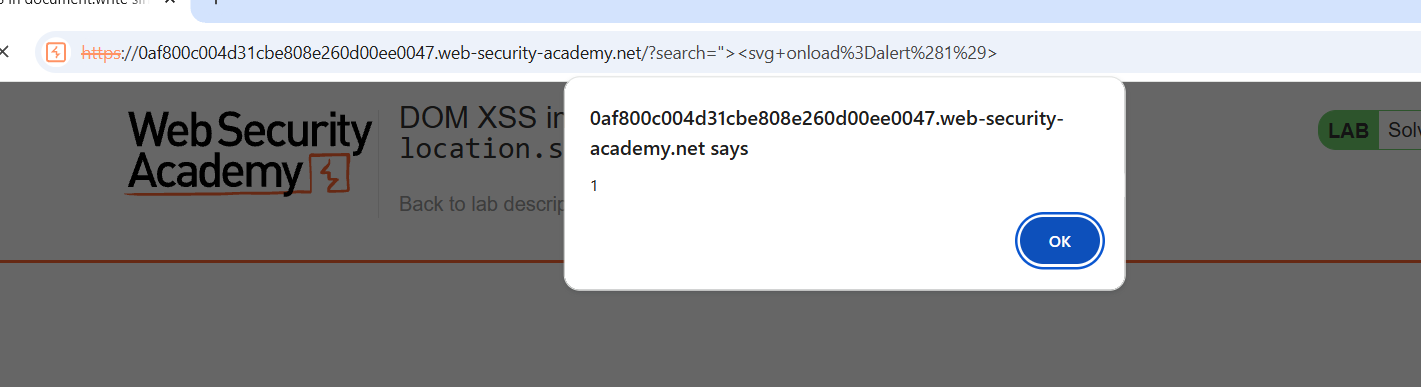 in document.write
https://0af800c004d31cbe808e260d00ee0047.web-security-academy.net/?search="><svg+onload%3Dalert%281%29>
Web Security
Academy
DOM XSS in
location.s
Back to lab descrip
LAB
Solv
0af800c004d31cbe808e260d00ee0047.web-security-
academy.net says
1
OK